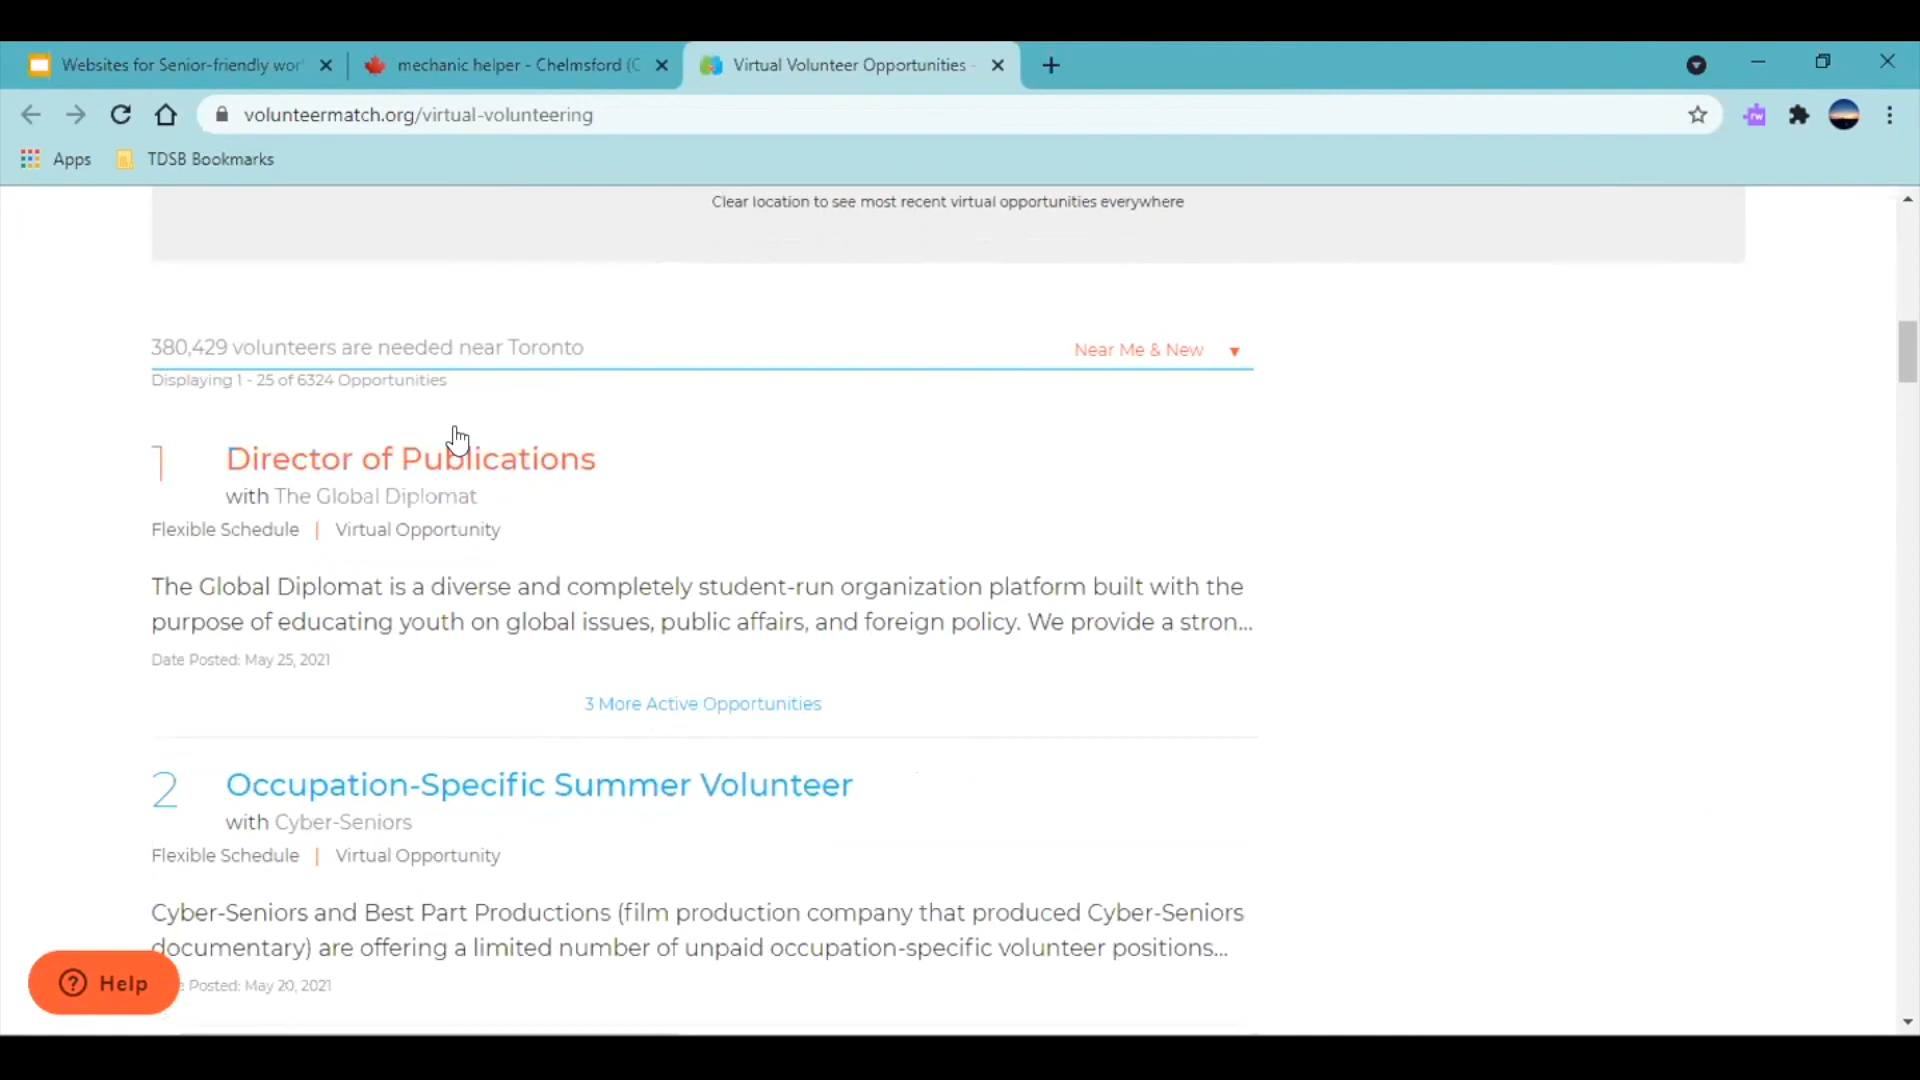 Websites for Senior-friendly wor
mechanic helper - Chelmsford (
Virtual Volunteer Opportunities -
volunteermatch.org/virtual-volunteering
rw
Apps
TDSB Bookmarks
Clear location to see most recent virtual opportunities everywhere
380,429 volunteers are needed near Toronto
Near Me & New
Displaying 1 - 25 of 6324 Opportunities
1 Director of Publications
with The Global Diplomat
Flexible Schedule | Virtual Opportunity
The Global Diplomat is a diverse and completely student-run organization platform built with the
purpose of educating youth on global issues, public affairs, and foreign policy. We provide a stron...
Date Posted: May 25, 2021
3 More Active Opportunities
2 Occupation-Specific Summer Volunteer
with Cyber-Seniors
Flexible Schedule | Virtual Opportunity
Cyber-Seniors and Best Part Productions (film production company that produced Cyber-Seniors
documentary) are offering a limited number of unpaid occupation-specific volunteer positions...
Posted: May 20, 2021
Help